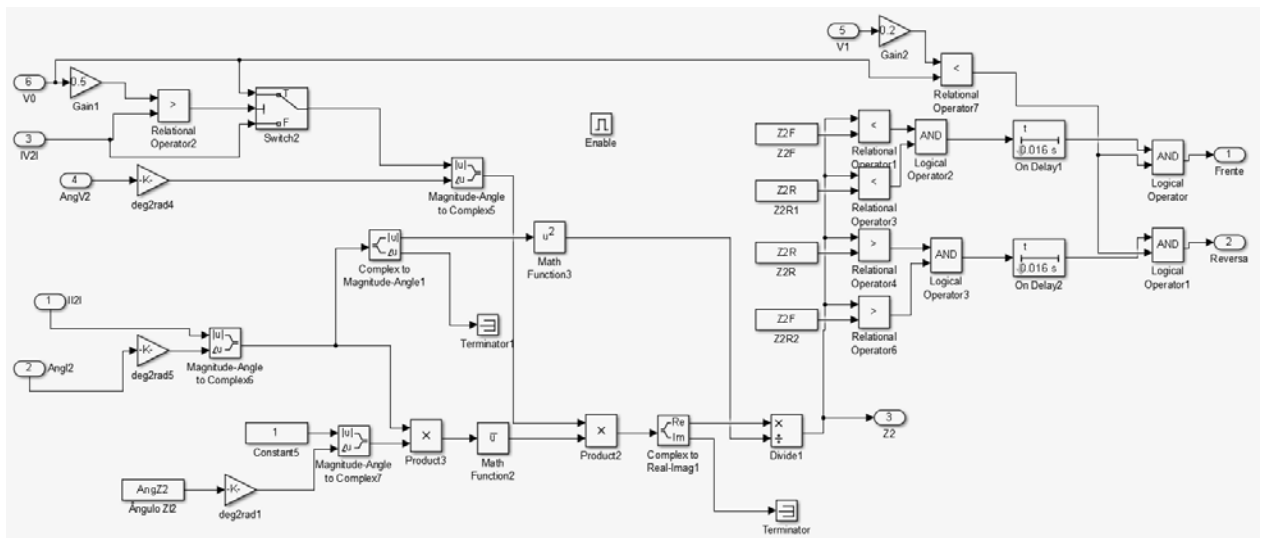 5
V1
0.2
Gain2
<
Relational
Operator7
6
V0
0.5
Gain1
>
Relational
Operator2
T
F
Switch2
3
IV2I
4
AngV2
-K-
deg2rad4
|u|
∠u
Magnitude-Angle
to Complex5
Enable
Z2F
Z2F
<
Relational
Operator1
AND
Logical
Operator2
t
-0.016 s
On Delay1
AND
Logical
Operator
1
Frente
Z2R
Z2R1
<
Relational
Operator3
Z2R
Z2R
>
Relational
Operator4
AND
Logical
Operator3
t
-0.016 s
On Delay2
AND
Logical
Operator1
2
Reversa
Z2F
Z2R2
>
Relational
Operator6
|u|
∠u
Complex to
Magnitude-Angle1
u²
Math
Function3
Terminator1
1
II2I
2
AngI2
-K-
deg2rad5
|u|
∠u
Magnitude-Angle
to Complex6
1
Constant5
|u|
∠u
Magnitude-Angle
to Complex7
×
Product3
u̅
Math
Function2
×
Product2
Re
Im
Complex to
Real-Imag1
×
÷
Divide1
3
Z2
AngZ2
Ângulo Zl2
-K-
deg2rad1
Terminator